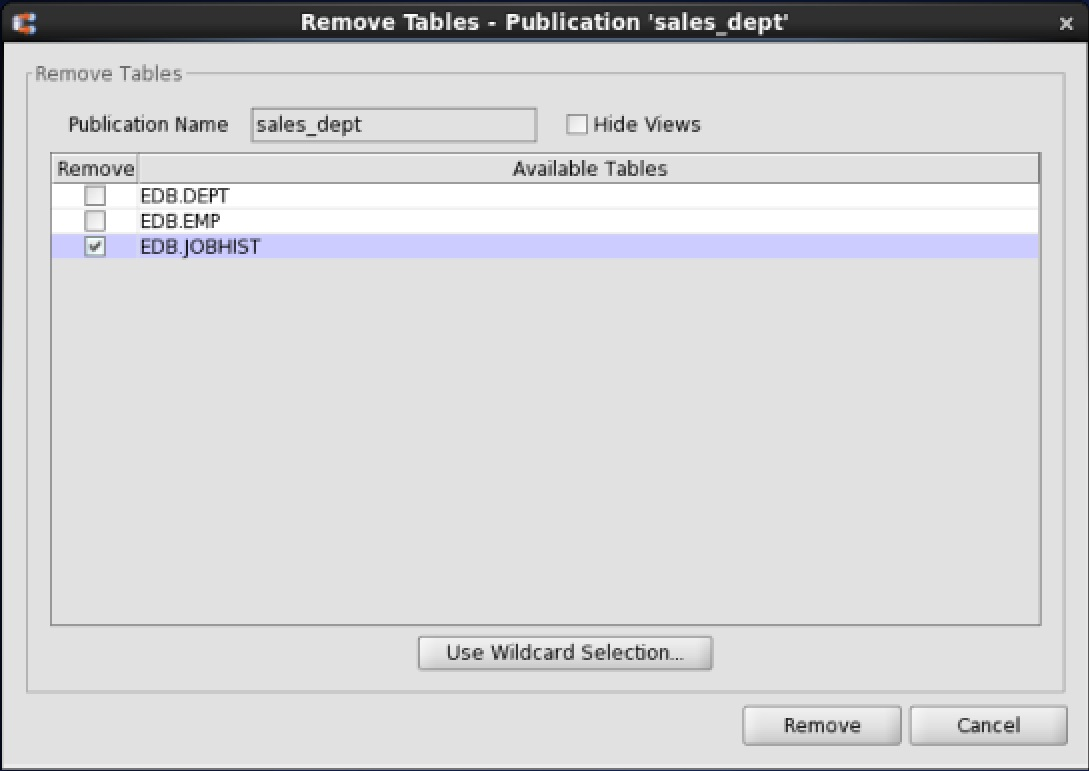 Remove Tables - Publication 'sales_dept'
Remove Tables
Publication Name sales_dept Hide Views
Remove Available Tables
EDB.DEPT
EDB.EMP
EDB.JOBHIST
Use Wildcard Selection...
Remove Cancel